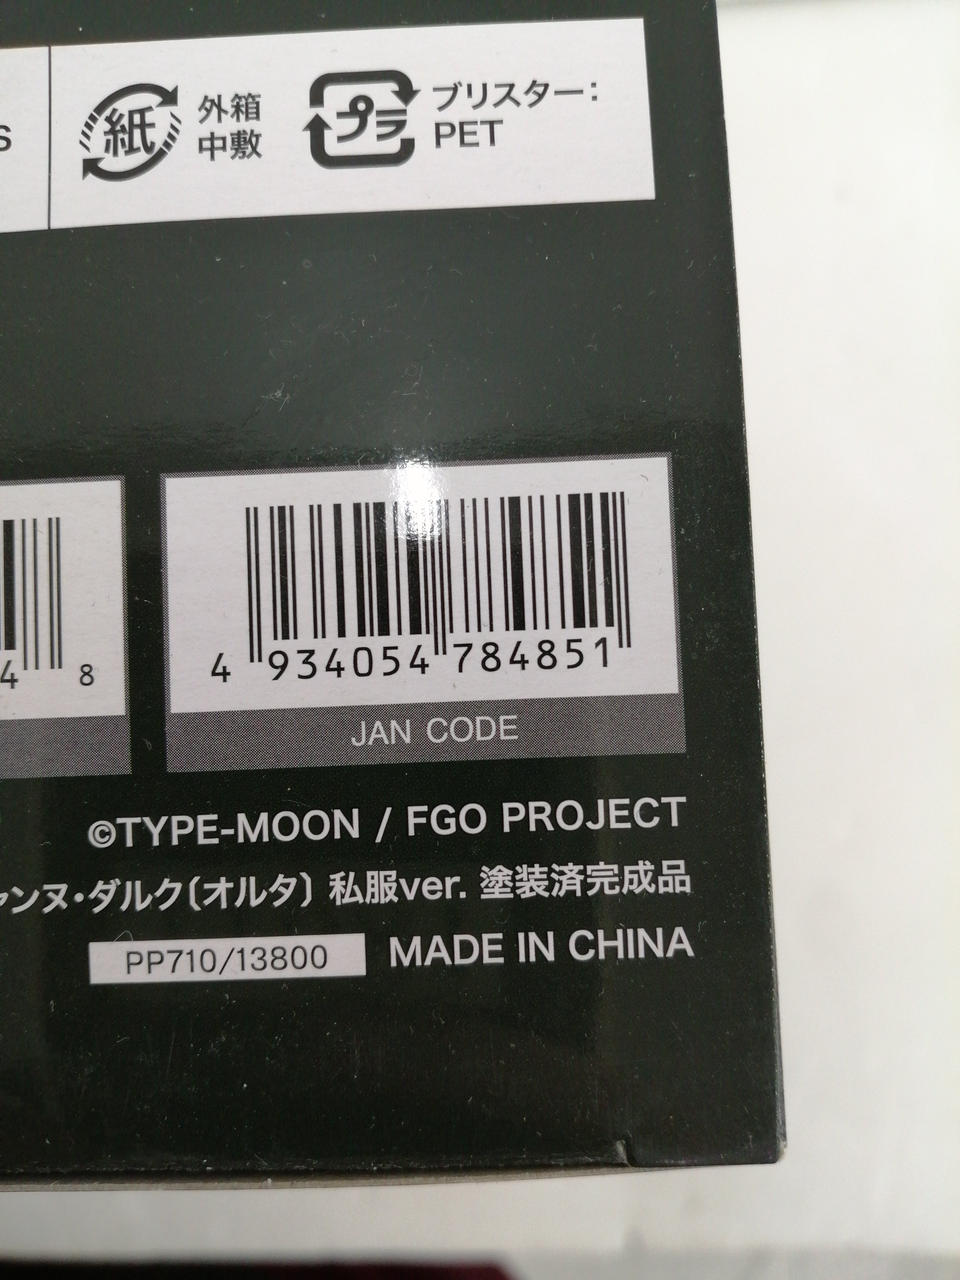 S
紙 外箱
中敷
プラ ブリスター:
PET
4 8
4 934054 784851
JAN CODE
©TYPE-MOON / FGO PROJECT
ャンヌ・ダルク〔オルタ〕 私服ver. 塗装済完成品
PP710/13800 MADE IN CHINA